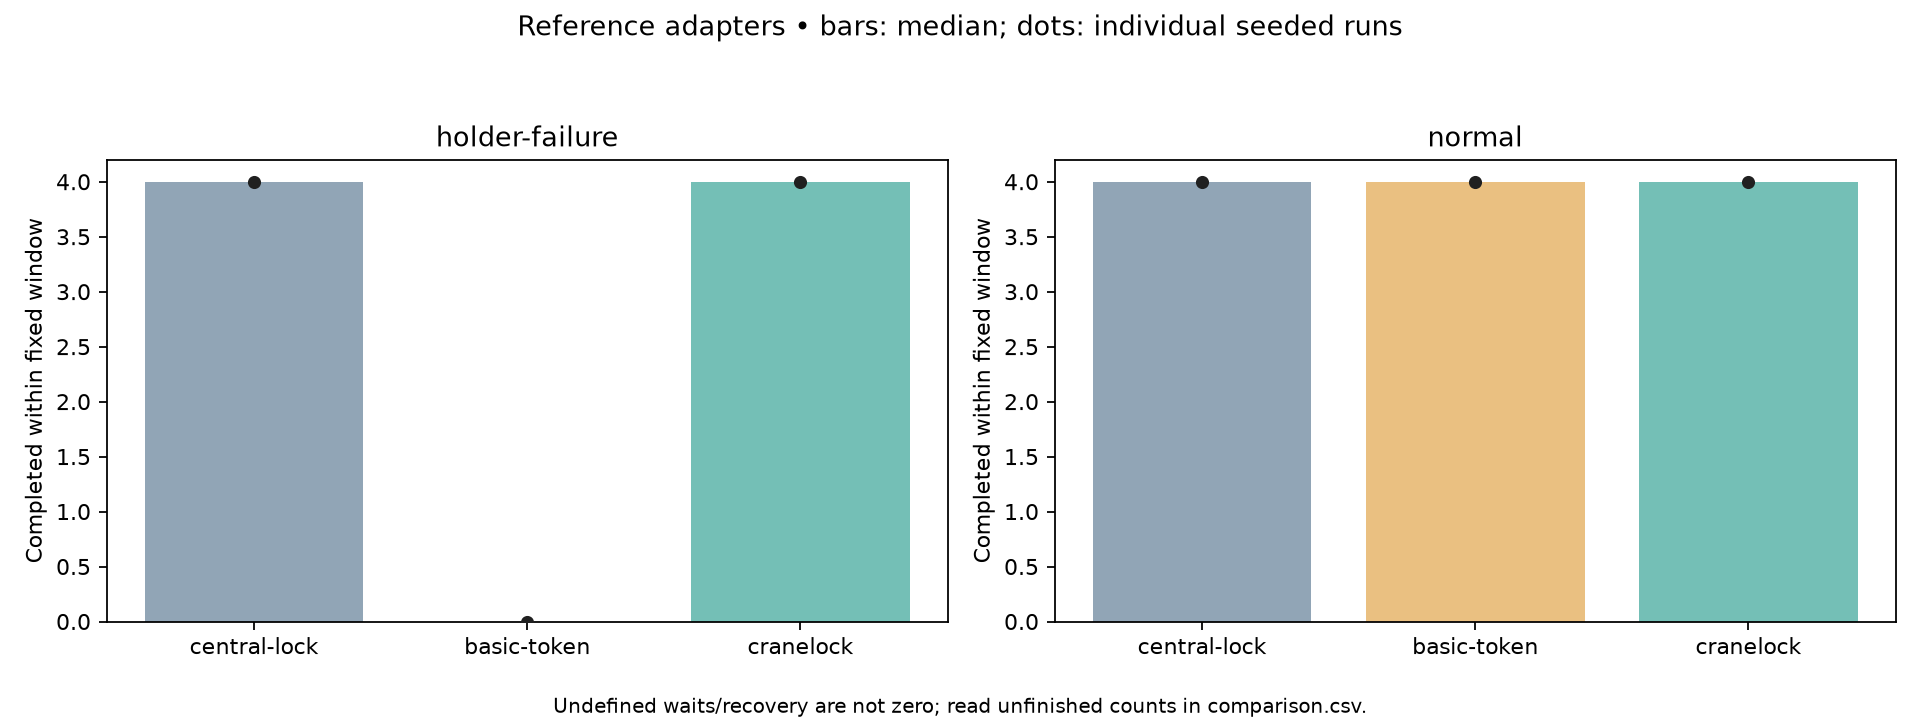 Reference adapters • bars: median; dots: individual seeded runs
holder-failure
Completed within fixed window
4.0
3.5
3.0
2.5
2.0
1.5
1.0
0.5
0.0
central-lock
basic-token
cranelock
normal
Completed within fixed window
4.0
3.5
3.0
2.5
2.0
1.5
1.0
0.5
0.0
central-lock
basic-token
cranelock
Undefined waits/recovery are not zero; read unfinished counts in comparison.csv.